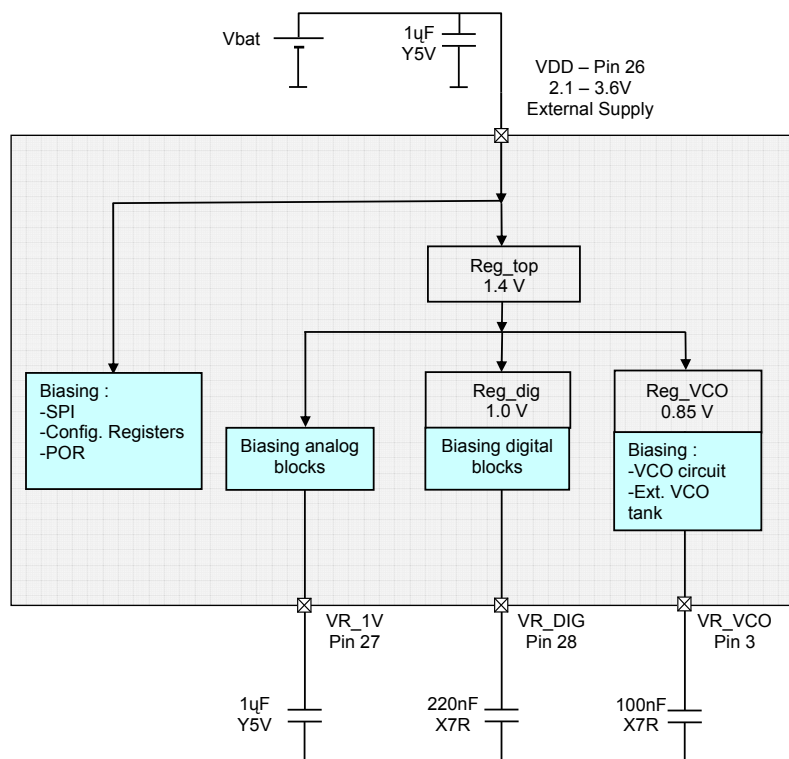 Vbat
1ųF
Y5V
VDD – Pin 26
2.1 – 3.6V
External Supply
Reg_top
1.4 V
Biasing :
-SPI
-Config. Registers
-POR
Biasing analog
blocks
Reg_dig
1.0 V
Biasing digital
blocks
Reg_VCO
0.85 V
Biasing :
-VCO circuit
-Ext. VCO
tank
VR_1V
Pin 27
VR_DIG
Pin 28
VR_VCO
Pin 3
1ųF
Y5V
220nF
X7R
100nF
X7R